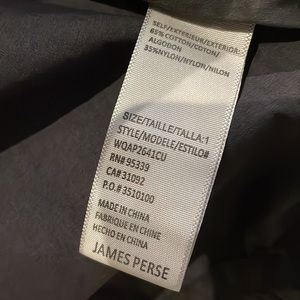 SELF/EXTERIEUR/EXTERIOR:
65%COTTON/COTON/
ALGODON
35%NYLON/NYLON/NILON
SIZE/TAILLE/TALLA:1
STYLE/MODELE/ESTILO#
WQAP2641CU
RN# 95339
CA# 31092
P.O.# 3510100
MADE IN CHINA
FABRIQUE EN CHINE
HECHO EN CHINA
JAMES PERSE